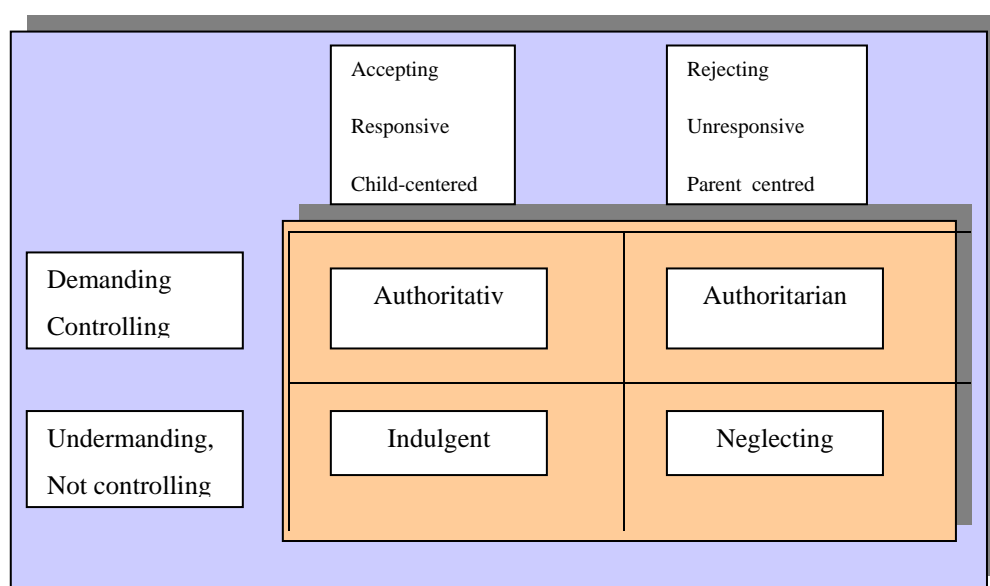 Accepting
Responsive
Child-centered
Rejecting
Unresponsive
Parent centred
Demanding
Controlling
Authoritativ
Authoritarian
Undermanding,
Not controlling
Indulgent
Neglecting